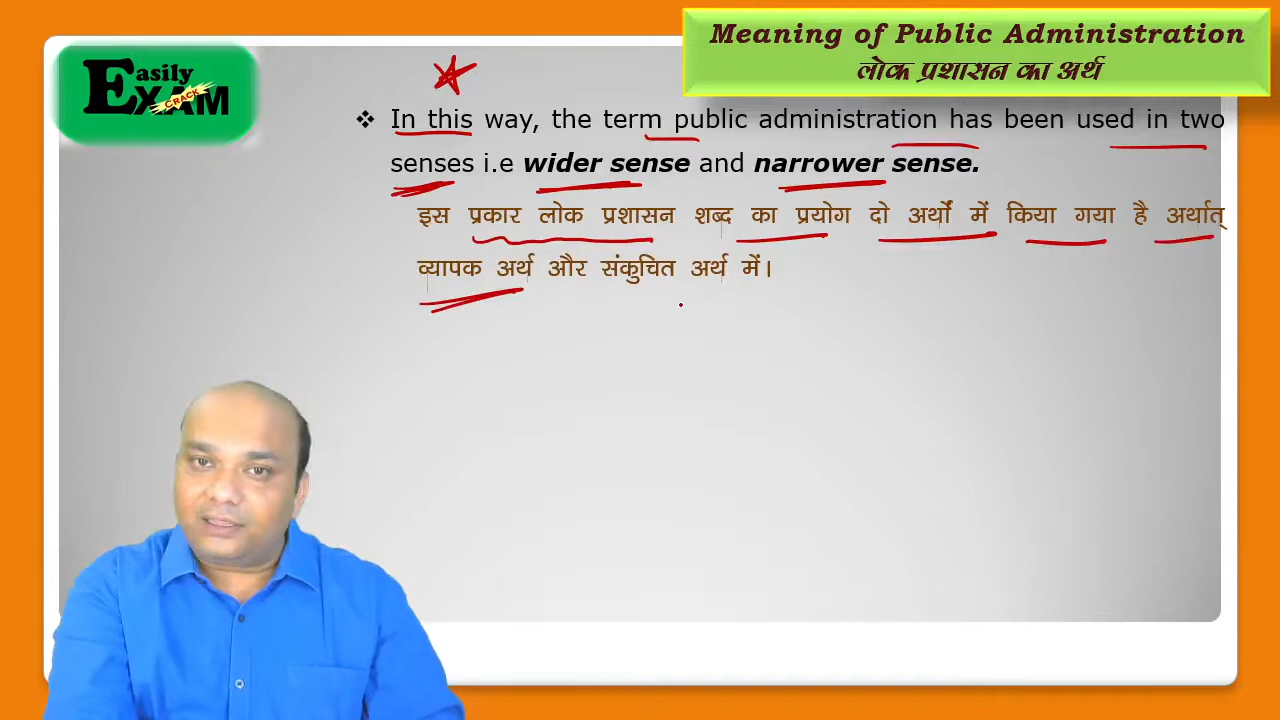 Meaning of Public Administration
लोक प्रशासन का अर्थ
Easily
Exam
CRACK
❖ In this way, the term public administration has been used in two
senses i.e wider sense and narrower sense.
इस प्रकार लोक प्रशासन शब्द का प्रयोग दो अर्थों में किया गया है अर्थात्
व्यापक अर्थ और संकुचित अर्थ में।